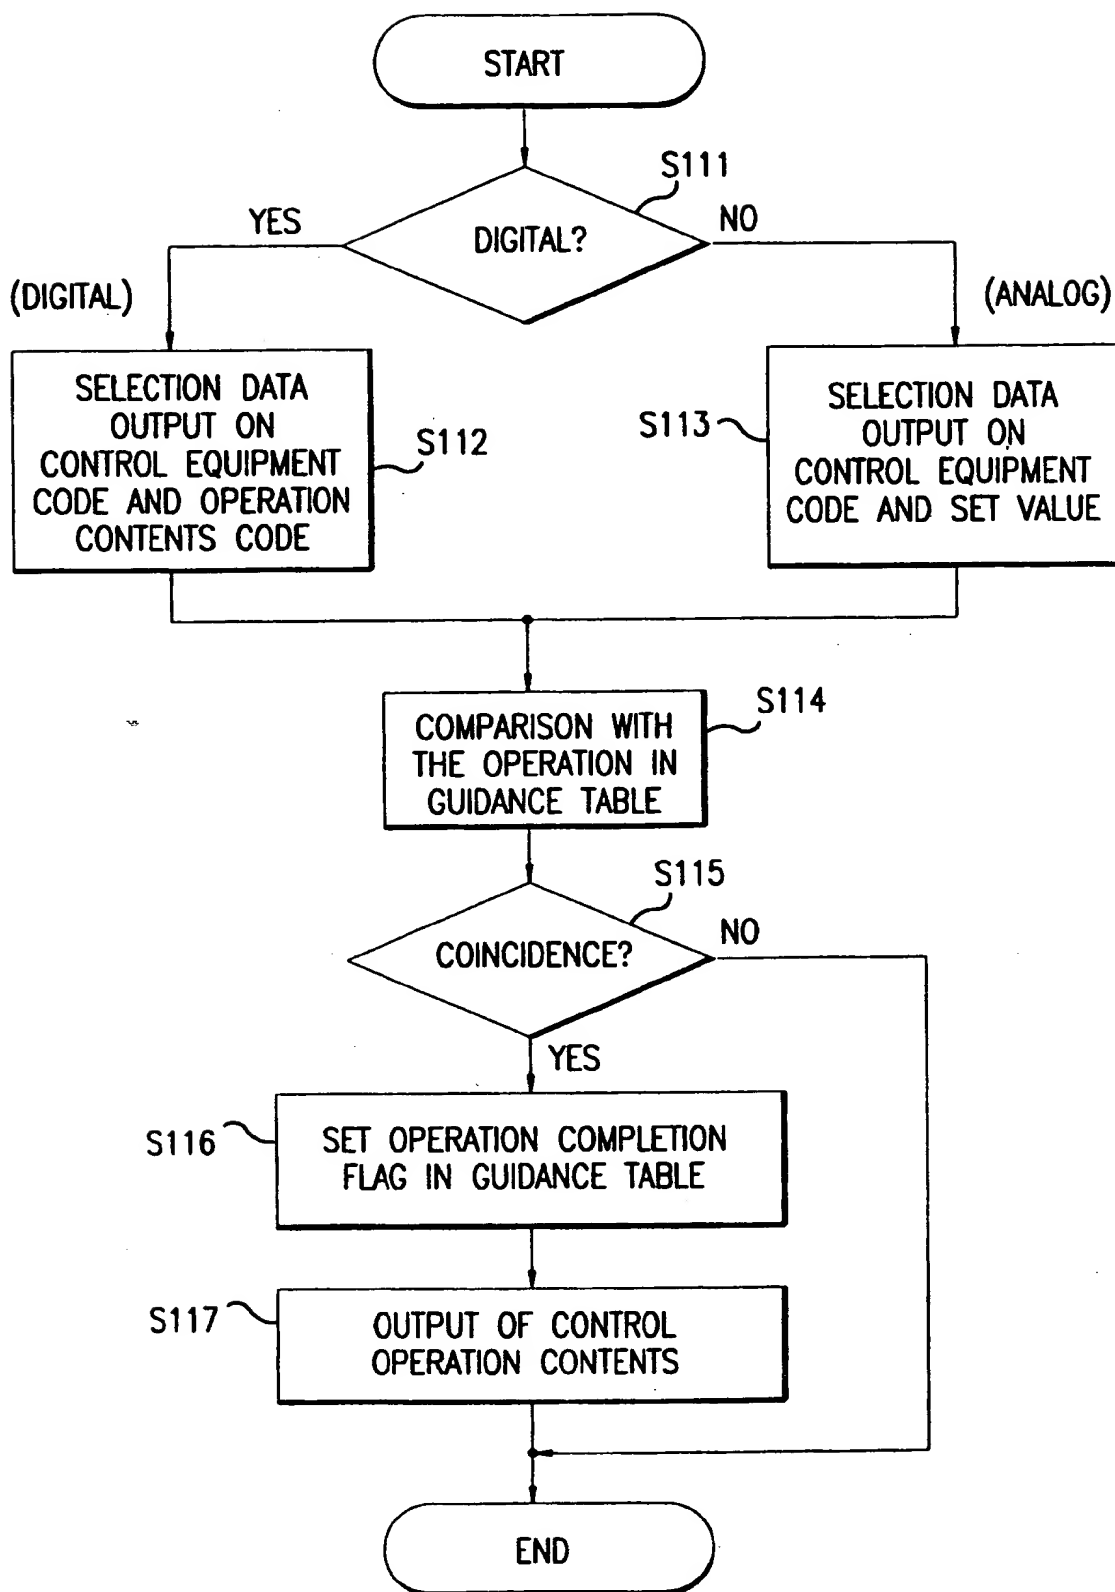 START
S111
YES
DIGITAL?
NO
(DIGITAL)
(ANALOG)
SELECTION DATA
OUTPUT ON
CONTROL EQUIPMENT
CODE AND OPERATION
CONTENTS CODE
S112
S113
SELECTION DATA
OUTPUT ON
CONTROL EQUIPMENT
CODE AND SET VALUE
S114
COMPARISON WITH
THE OPERATION IN
GUIDANCE TABLE
S115
COINCIDENCE?
NO
YES
S116
SET OPERATION COMPLETION
FLAG IN GUIDANCE TABLE
S117
OUTPUT OF CONTROL
OPERATION CONTENTS
END